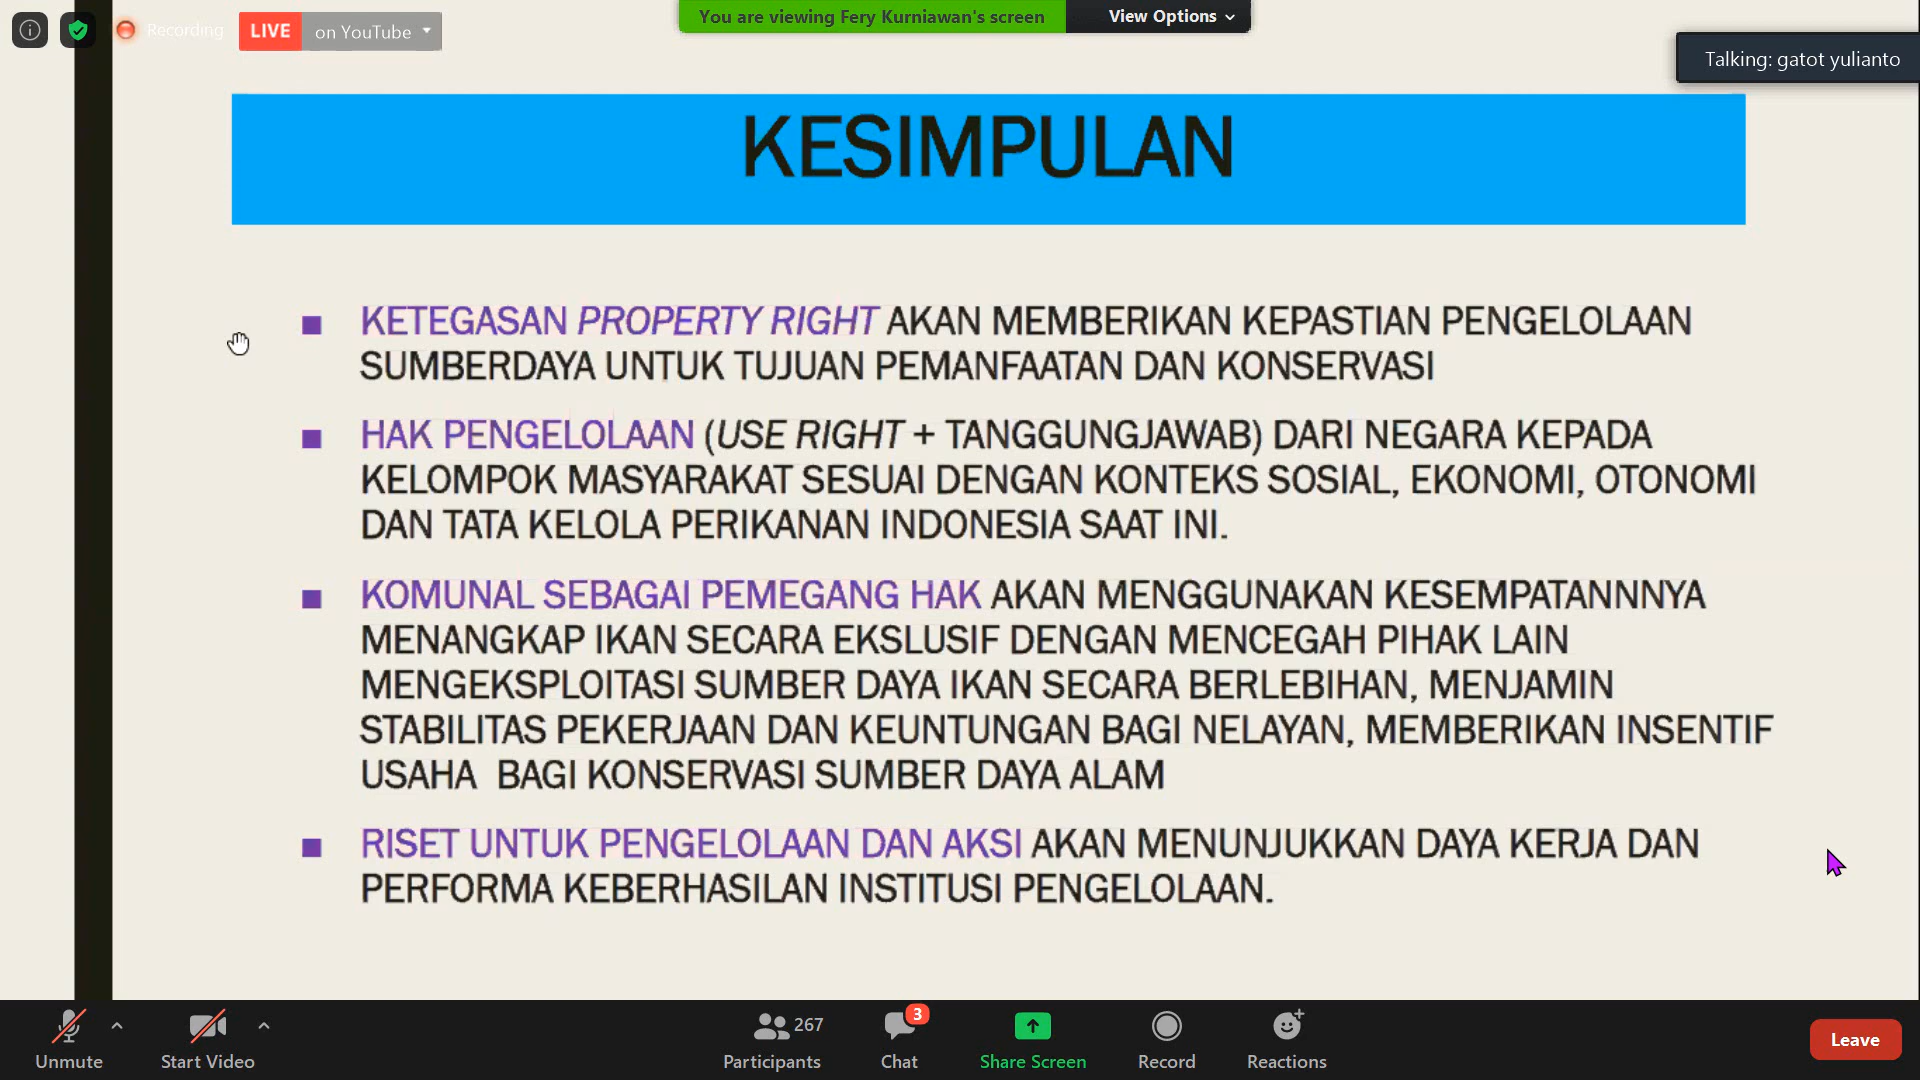 Recording
LIVE on YouTube
You are viewing Fery Kurniawan's screen View Options
Talking: gatot yulianto
KESIMPULAN
KETEGASAN PROPERTY RIGHT AKAN MEMBERIKAN KEPASTIAN PENGELOLAAN
SUMBERDAYA UNTUK TUJUAN PEMANFAATAN DAN KONSERVASI
HAK PENGELOLAAN (USE RIGHT + TANGGUNGJAWAB) DARI NEGARA KEPADA
KELOMPOK MASYARAKAT SESUAI DENGAN KONTEKS SOSIAL, EKONOMI, OTONOMI
DAN TATA KELOLA PERIKANAN INDONESIA SAAT INI.
KOMUNAL SEBAGAI PEMEGANG HAK AKAN MENGGUNAKAN KESEMPATANNNYA
MENANGKAP IKAN SECARA EKSLUSIF DENGAN MENCEGAH PIHAK LAIN
MENGEKSPLOITASI SUMBER DAYA IKAN SECARA BERLEBIHAN, MENJAMIN
STABILITAS PEKERJAAN DAN KEUNTUNGAN BAGI NELAYAN, MEMBERIKAN INSENTIF
USAHA BAGI KONSERVASI SUMBER DAYA ALAM
RISET UNTUK PENGELOLAAN DAN AKSI AKAN MENUNJUKKAN DAYA KERJA DAN
PERFORMA KEBERHASILAN INSTITUSI PENGELOLAAN.
267
3
Unmute
Start Video
Participants
Chat
Share Screen
Record
Reactions
Leave